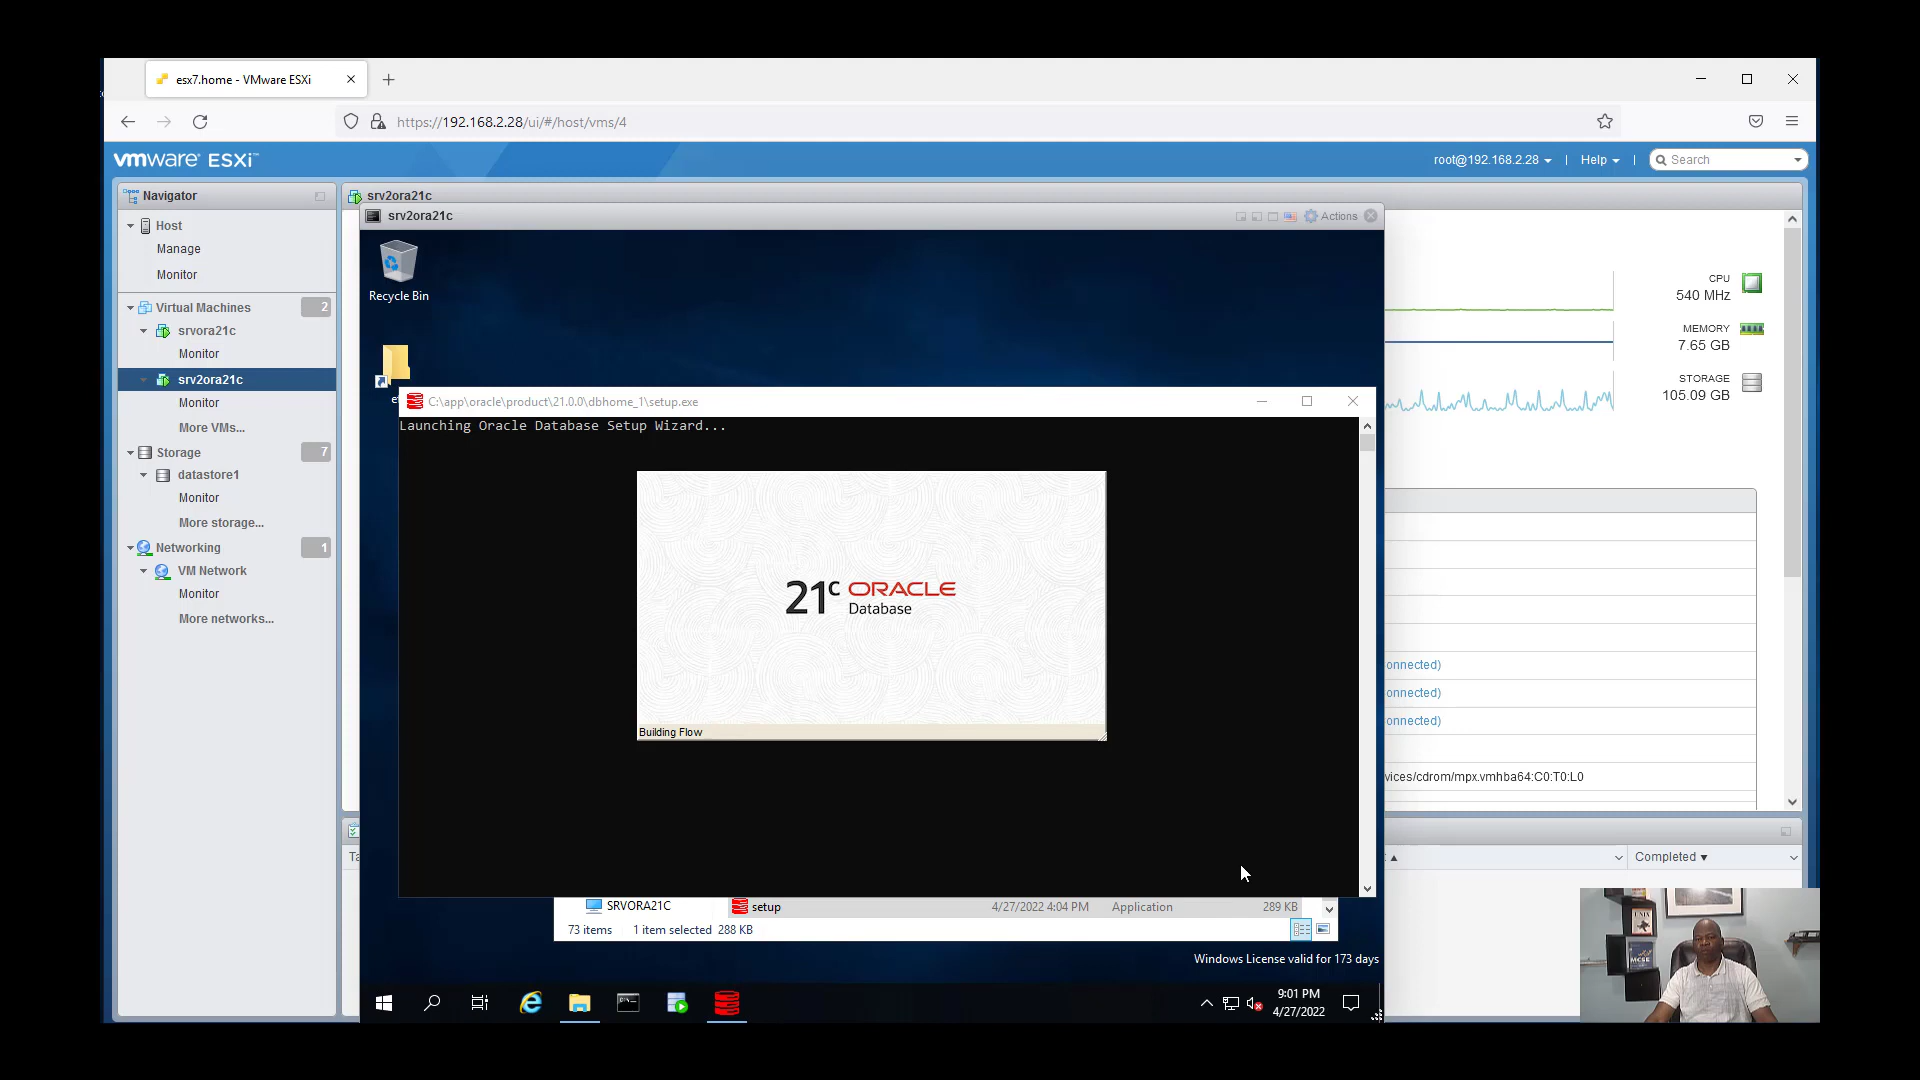 esx7.home - VMware ESXi
https://192.168.2.28/ui/#/host/vms/4
vmware ESXi
root@192.168.2.28
Help
Search
Navigator
srv2ora21c
srv2ora21c
Actions
Host
Manage
Monitor
Virtual Machines 2
srvora21c
Monitor
srv2ora21c
Monitor
More VMs...
Storage 7
datastore1
Monitor
More storage...
Networking 1
VM Network
Monitor
More networks...
Recycle Bin
C:\app\oracle\product\21.0.0\dbhome_1\setup.exe
Launching Oracle Database Setup Wizard...
21c ORACLE
Database
Building Flow
SRVORA21C
setup 4/27/2022 4:04 PM Application 289 KB
73 items 1 item selected 288 KB
Windows License valid for 173 days
9:01 PM
4/27/2022
CPU
540 MHz
MEMORY
7.65 GB
STORAGE
105.09 GB
onnected)
onnected)
onnected)
vices/cdrom/mpx.vmhba64:C0:T0:L0
Completed
UNIX
MCSE